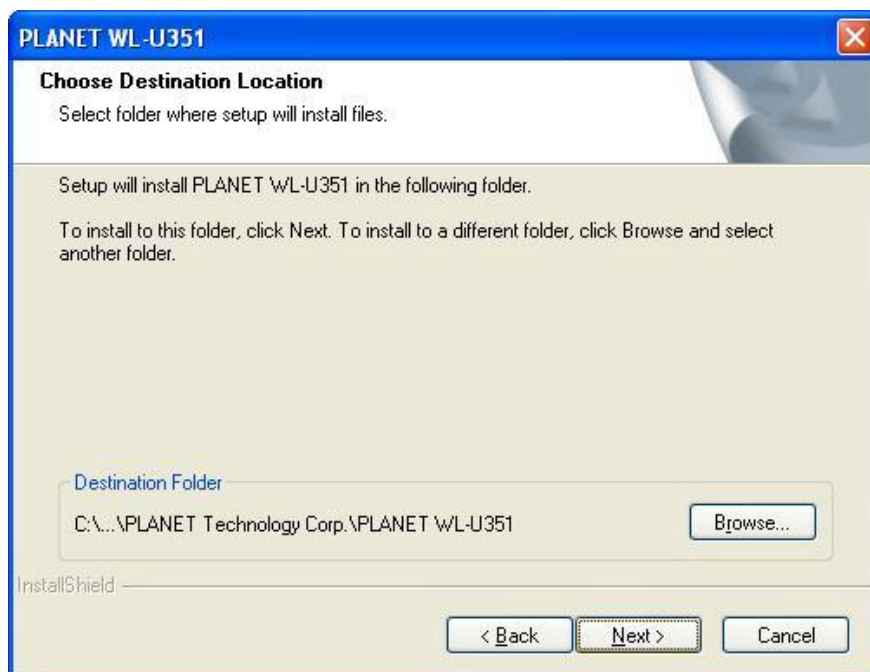 PLANET WL-U351
Choose Destination Location
Select folder where setup will install files.
Setup will install PLANET WL-U351 in the following folder.
To install to this folder, click Next. To install to a different folder, click Browse and select
another folder.
Destination Folder
C:\...\PLANET Technology Corp.\PLANET WL-U351
Browse...
InstallShield
< Back
Next >
Cancel